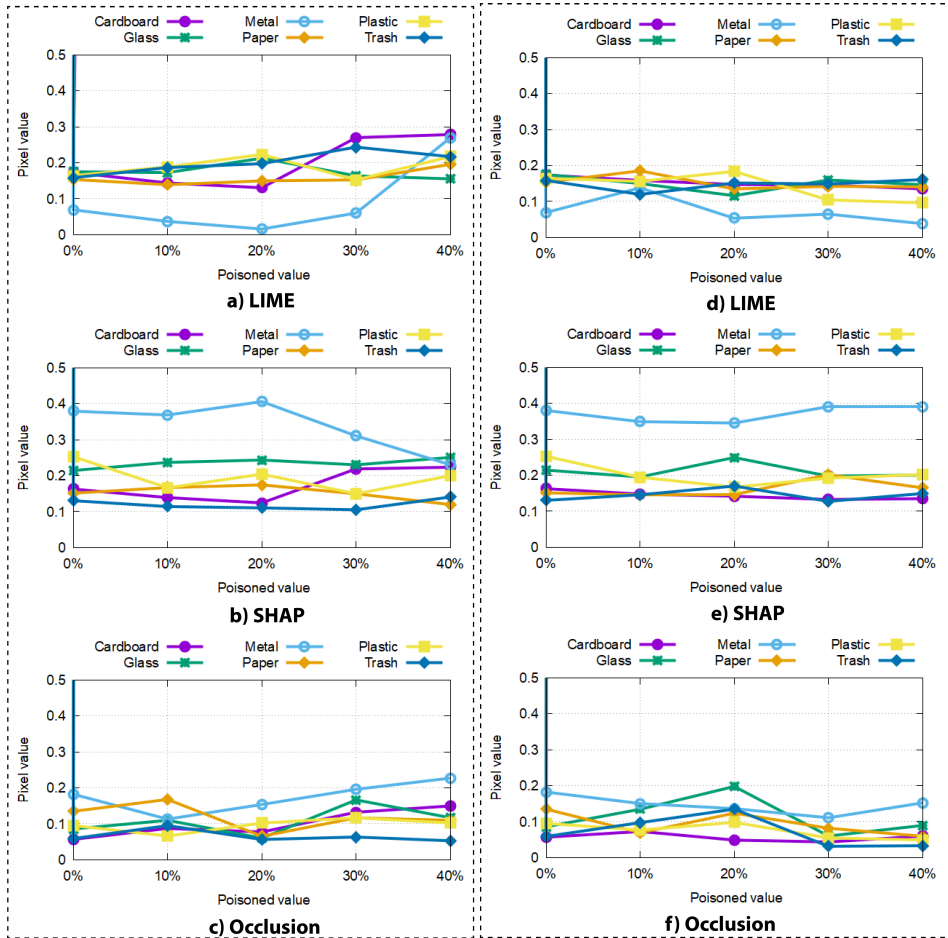 Cardboard Metal Plastic
Glass Paper Trash
0.5
0.4
0.3
0.2
0.1
0
Pixel value
0% 10% 20% 30% 40%
Poisoned value
a) LIME
Cardboard Metal Plastic
Glass Paper Trash
0.5
0.4
0.3
0.2
0.1
0
Pixel value
0% 10% 20% 30% 40%
Poisoned value
b) SHAP
Cardboard Metal Plastic
Glass Paper Trash
0.5
0.4
0.3
0.2
0.1
0
Pixel value
0% 10% 20% 30% 40%
Poisoned value
c) Occlusion
Cardboard Metal Plastic
Glass Paper Trash
0.5
0.4
0.3
0.2
0.1
0
Pixel value
0% 10% 20% 30% 40%
Poisoned value
d) LIME
Cardboard Metal Plastic
Glass Paper Trash
0.5
0.4
0.3
0.2
0.1
0
Pixel value
0% 10% 20% 30% 40%
Poisoned value
e) SHAP
Cardboard Metal Plastic
Glass Paper Trash
0.5
0.4
0.3
0.2
0.1
0
Pixel value
0% 10% 20% 30% 40%
Poisoned value
f) Occlusion